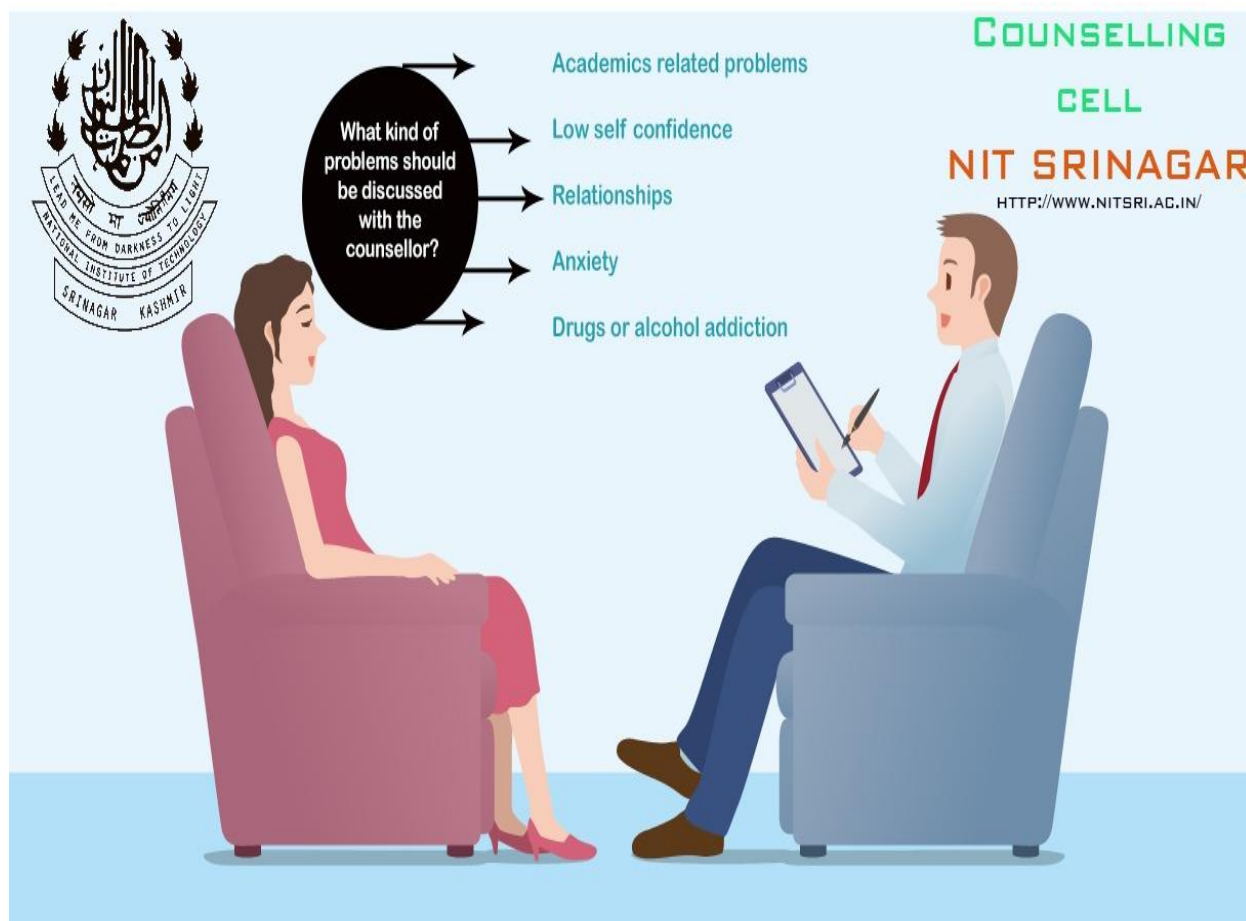 नमसो मा ज्योतिर्गमय
LEAD ME FROM DARKNESS TO LIGHT
NATIONAL INSTITUTE OF TECHNOLOGY
SRINAGAR KASHMIR
What kind of
problems should
be discussed
with the
counsellor?
Academics related problems
Low self confidence
Relationships
Anxiety
Drugs or alcohol addiction
COUNSELLING
CELL
NIT SRINAGAR
HTTP://WWW.NITSRI.AC.IN/